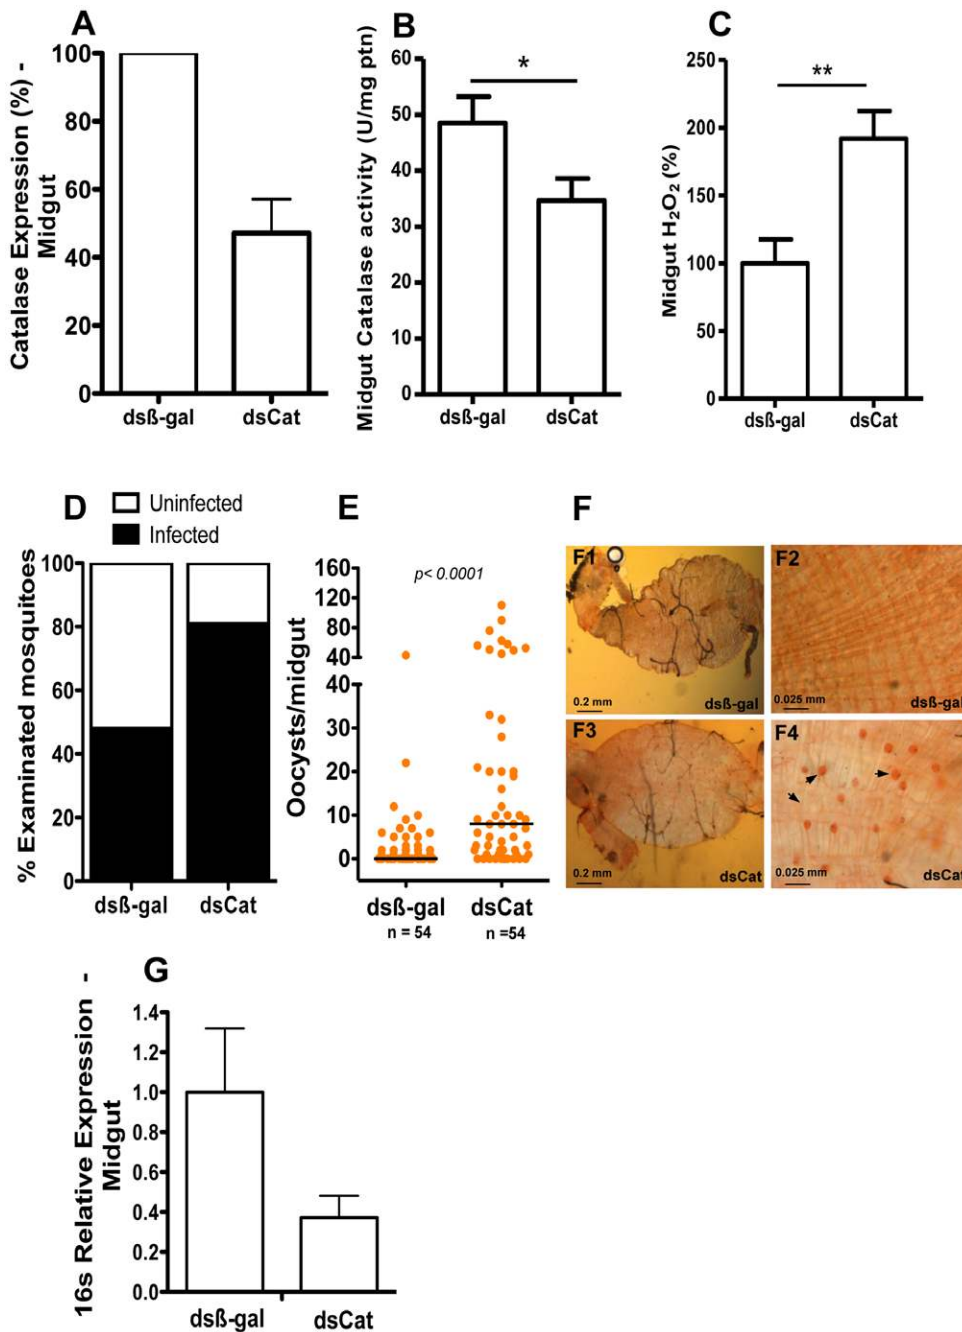 A
Catalase Expression (%) -
Midgut
100
80
60
40
20
0
dsß-gal
dsCat
B
Midgut Catalase activity (U/mg ptn)
60
50
40
30
20
10
0
*
dsß-gal
dsCat
C
Midgut H₂O₂ (%)
250
200
150
100
50
0
**
dsß-gal
dsCat
D
Uninfected
Infected
% Examinated mosquitoes
100
80
60
40
20
0
dsß-gal
dsCat
E
Oocysts/midgut
160
120
80
40
40
30
20
10
0
p< 0.0001
dsß-gal
dsCat
n = 54
n =54
F
F1
0.2 mm
dsß-gal
F2
0.025 mm
dsß-gal
F3
0.2 mm
dsCat
F4
0.025 mm
dsCat
G
16s Relative Expression -
Midgut
1.4
1.2
1.0
0.8
0.6
0.4
0.2
0.0
dsß-gal
dsCat